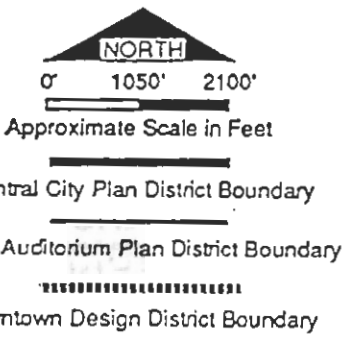 NORTH
0' 1050' 2100'
Approximate Scale in Feet
ntral City Plan District Boundary
Auditorium Plan District Boundary
ntown Design District Boundary